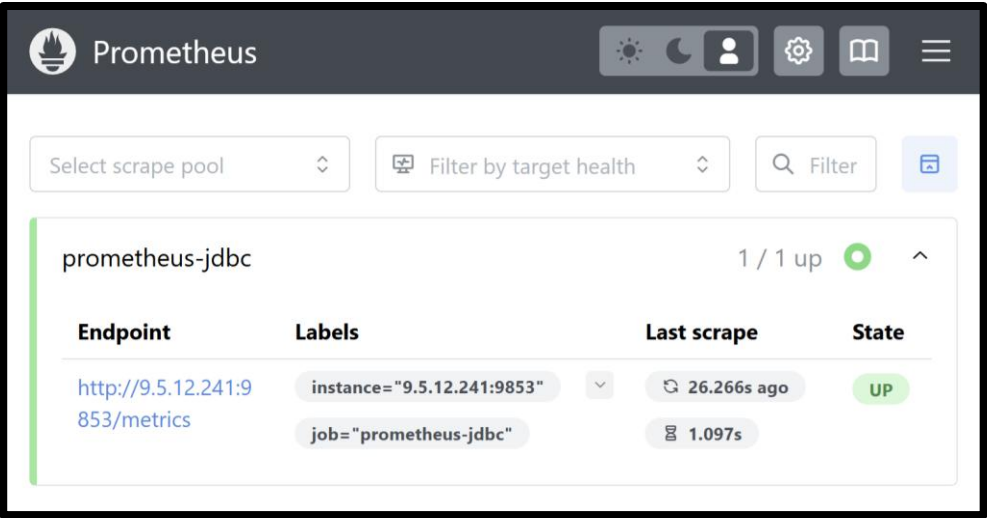 Prometheus
Select scrape pool
Filter by target health
Filter
prometheus-jdbc
1 / 1 up
Endpoint Labels Last scrape State
http://9.5.12.241:9
853/metrics
instance="9.5.12.241:9853"
job="prometheus-jdbc"
26.266s ago
1.097s
UP